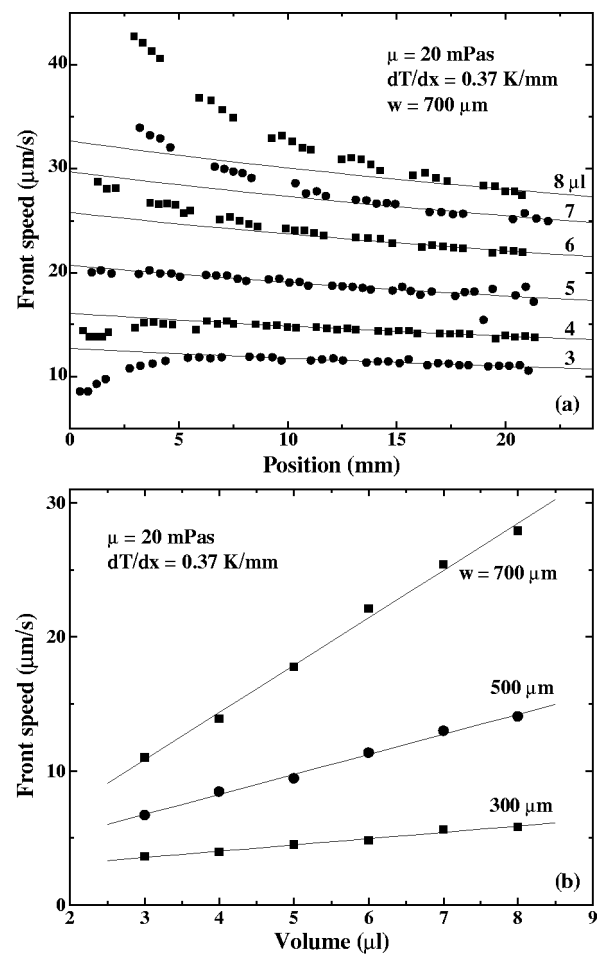 40
30
20
10
Front speed (μm/s)
μ = 20 mPas
dT/dx = 0.37 K/mm
w = 700 μm
8 μl
7
6
5
4
3
(a)
0
5
10
15
20
Position (mm)
30
20
10
0
Front speed (μm/s)
μ = 20 mPas
dT/dx = 0.37 K/mm
w = 700 μm
500 μm
300 μm
(b)
2
3
4
5
6
7
8
9
Volume (μl)